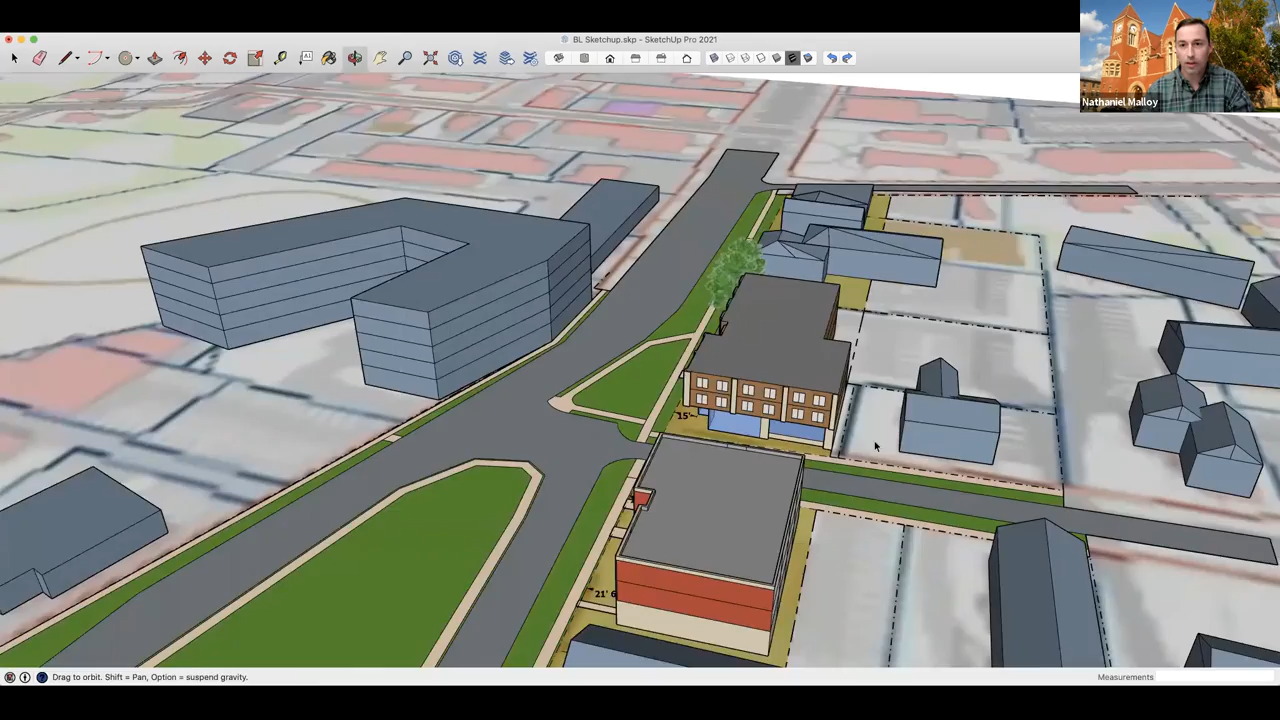 BL Sketchup.skp - SketchUp Pro 2021
A1
Nathaniel Malloy
15'
21' 6
Drag to orbit. Shift = Pan, Option = suspend gravity.
Measurements